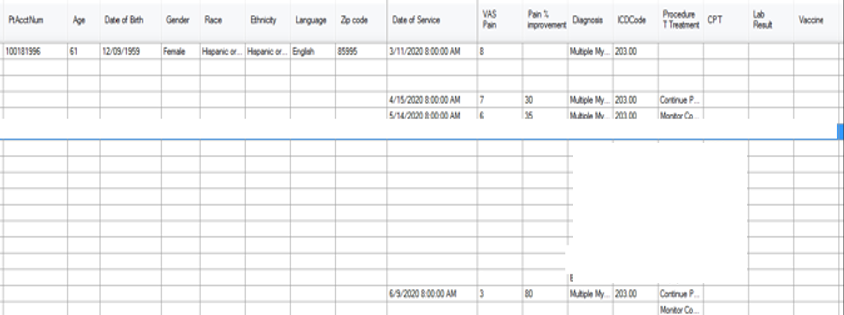 PtAcctNum Age Date of Birth Gender Race Ethnicity Language Zip code Date of Service VAS Pain Pain % improvement Diagnosis ICDCode Procedure T Treatment CPT Lab Result Vaccine
100181996 61 12/09/1959 Female Hispanic or... Hispanic or... English 85995 3/11/2020 8:00:00 AM 8 Multiple My... 203.00
4/15/2020 8:00:00 AM 7 30 Multiple My... 203.00 Continue P...
5/14/2020 8:00:00 AM 6 35 Multiple My... 203.00 Monitor Co...
6/9/2020 8:00:00 AM 3 80 Multiple My... 203.00 Continue P...
Monitor Co...